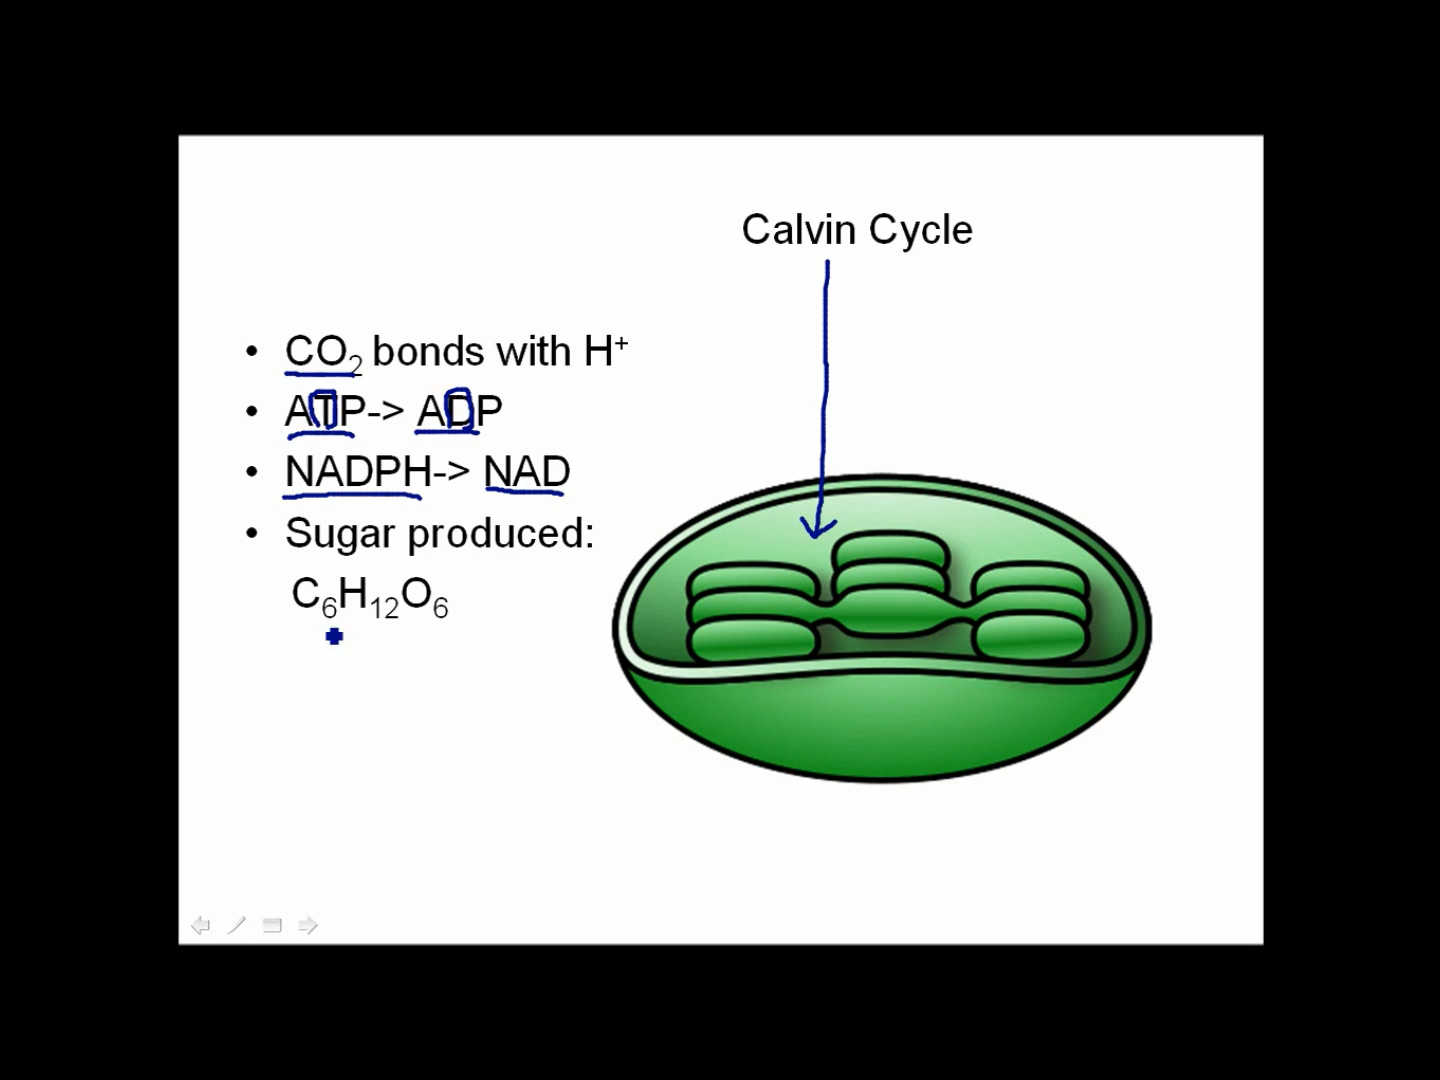 Calvin Cycle
• CO₂ bonds with H⁺
• ATP-> ADP
• NADPH-> NAD
• Sugar produced:
C₆H₁₂O₆